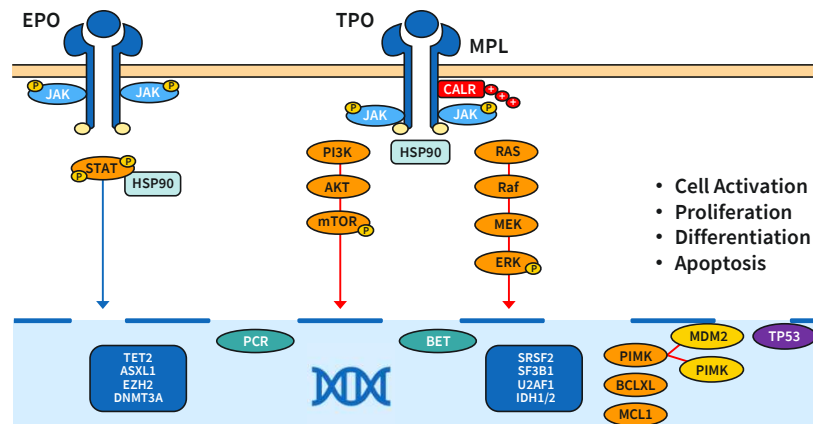 EPO
TPO
MPL
P
JAK
JAK
P
CALR
+
+
+
P
JAK
JAK
P
STAT
P
P
HSP90
PI3K
AKT
mTOR
P
HSP90
RAS
Raf
MEK
ERK
P
• Cell Activation
• Proliferation
• Differentiation
• Apoptosis
PCR
BET
TET2
ASXL1
EZH2
DNMT3A
SRSF2
SF3B1
U2AF1
IDH1/2
PIMK
BCLXL
MCL1
MDM2
PIMK
TP53